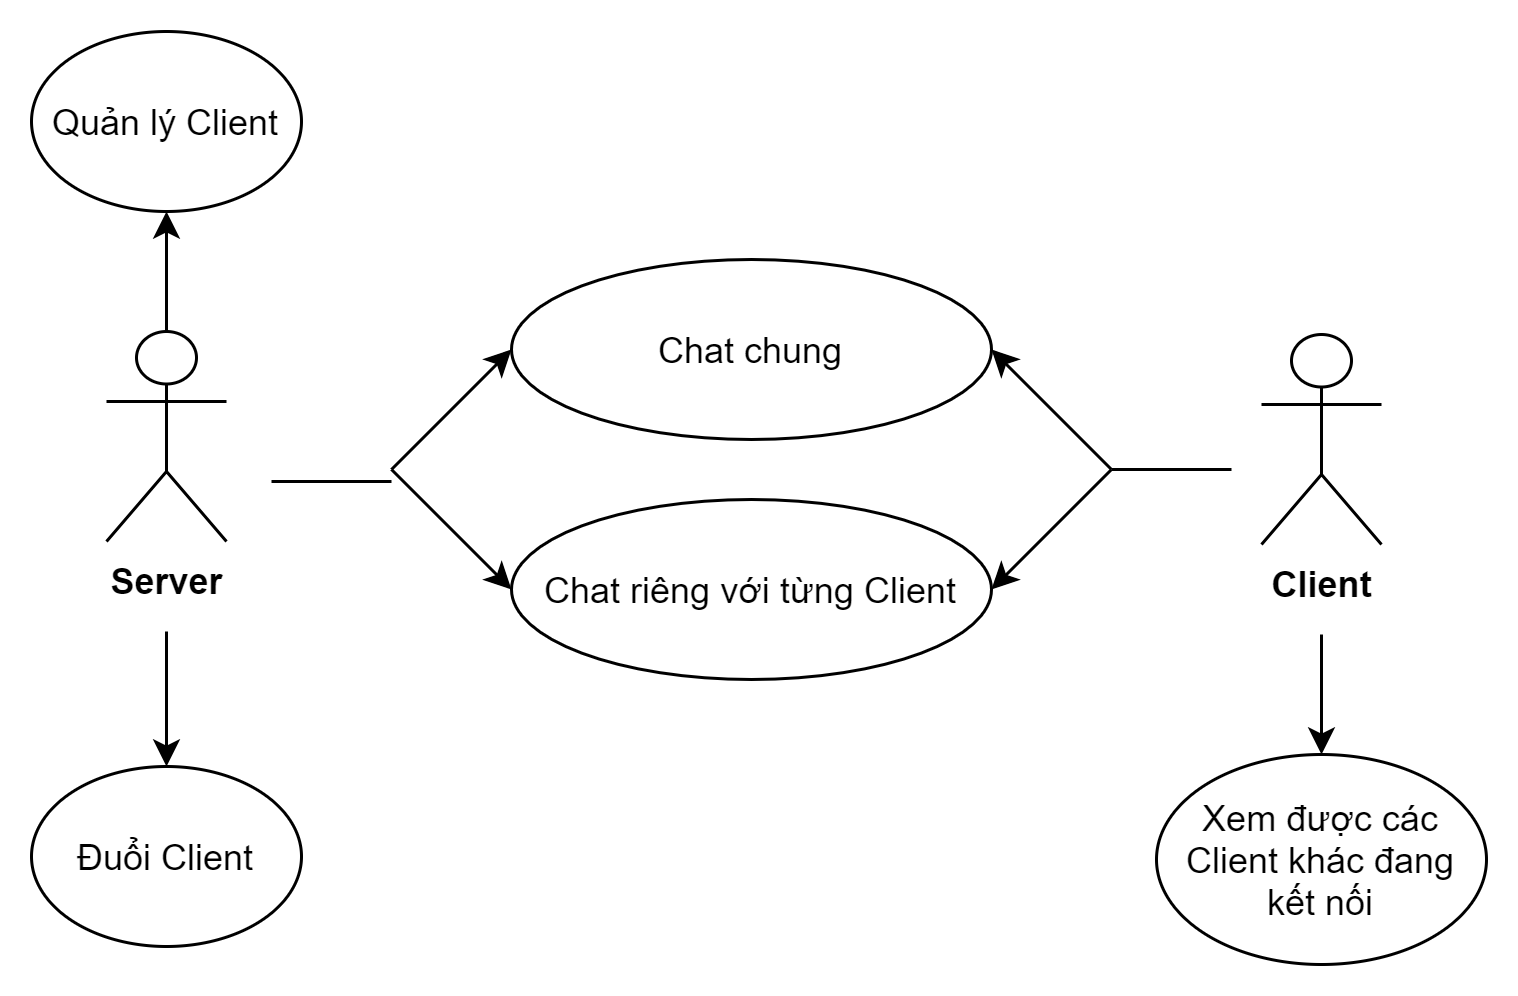 Quản lý Client
Chat chung
Chat riêng với từng Client
Server
Client
Đuổi Client
Xem được các
Client khác đang
kết nối